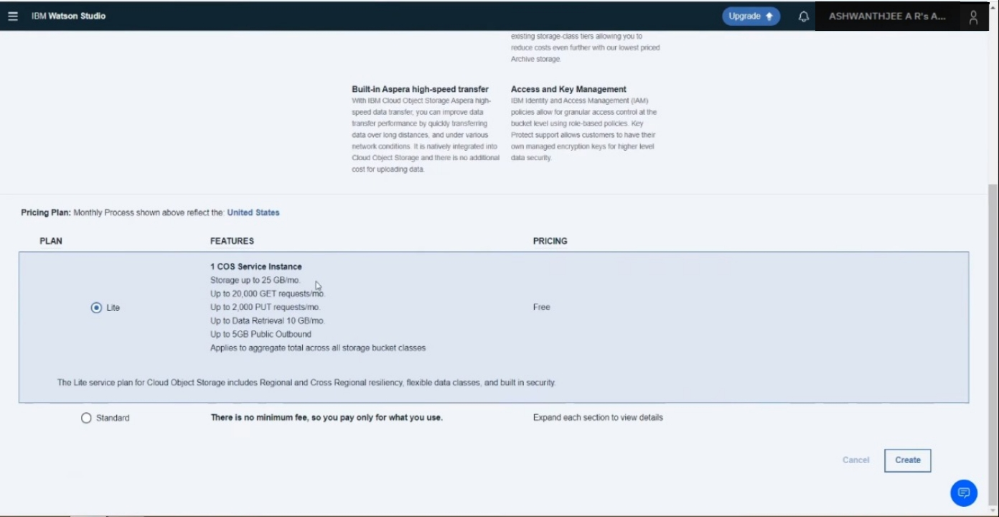 IBM Watson Studio
Upgrade
ASHWANTHJEE A R's A...
existing storage-class tiers allowing you to
reduce costs even further with our lowest priced
Archive storage.
Built-in Aspera high-speed transfer
With IBM Cloud Object Storage Aspera high-
speed data transfer, you can improve data
transfer performance by quickly transferring
data over long distances, and under various
network conditions. It is natively integrated into
Cloud Object Storage and there is no additional
cost for uploading data.
Access and Key Management
IBM Identity and Access Management (IAM)
policies allow for granular access control at the
bucket level using role-based policies. Key
Protect support allows customers to have their
own managed encryption keys for higher level
data security.
Pricing Plan: Monthly Process shown above reflect the: United States
PLAN FEATURES PRICING
1 COS Service Instance
Storage up to 25 GB/mo.
Up to 20,000 GET requests/mo.
Up to 2,000 PUT requests/mo.
Lite
Free
Up to Data Retrieval 10 GB/mo.
Up to 5GB Public Outbound
Applies to aggregate total across all storage bucket classes
The Lite service plan for Cloud Object Storage includes Regional and Cross Regional resiliency, flexible data classes, and built in security.
Standard There is no minimum fee, so you pay only for what you use. Expand each section to view details
Cancel Create